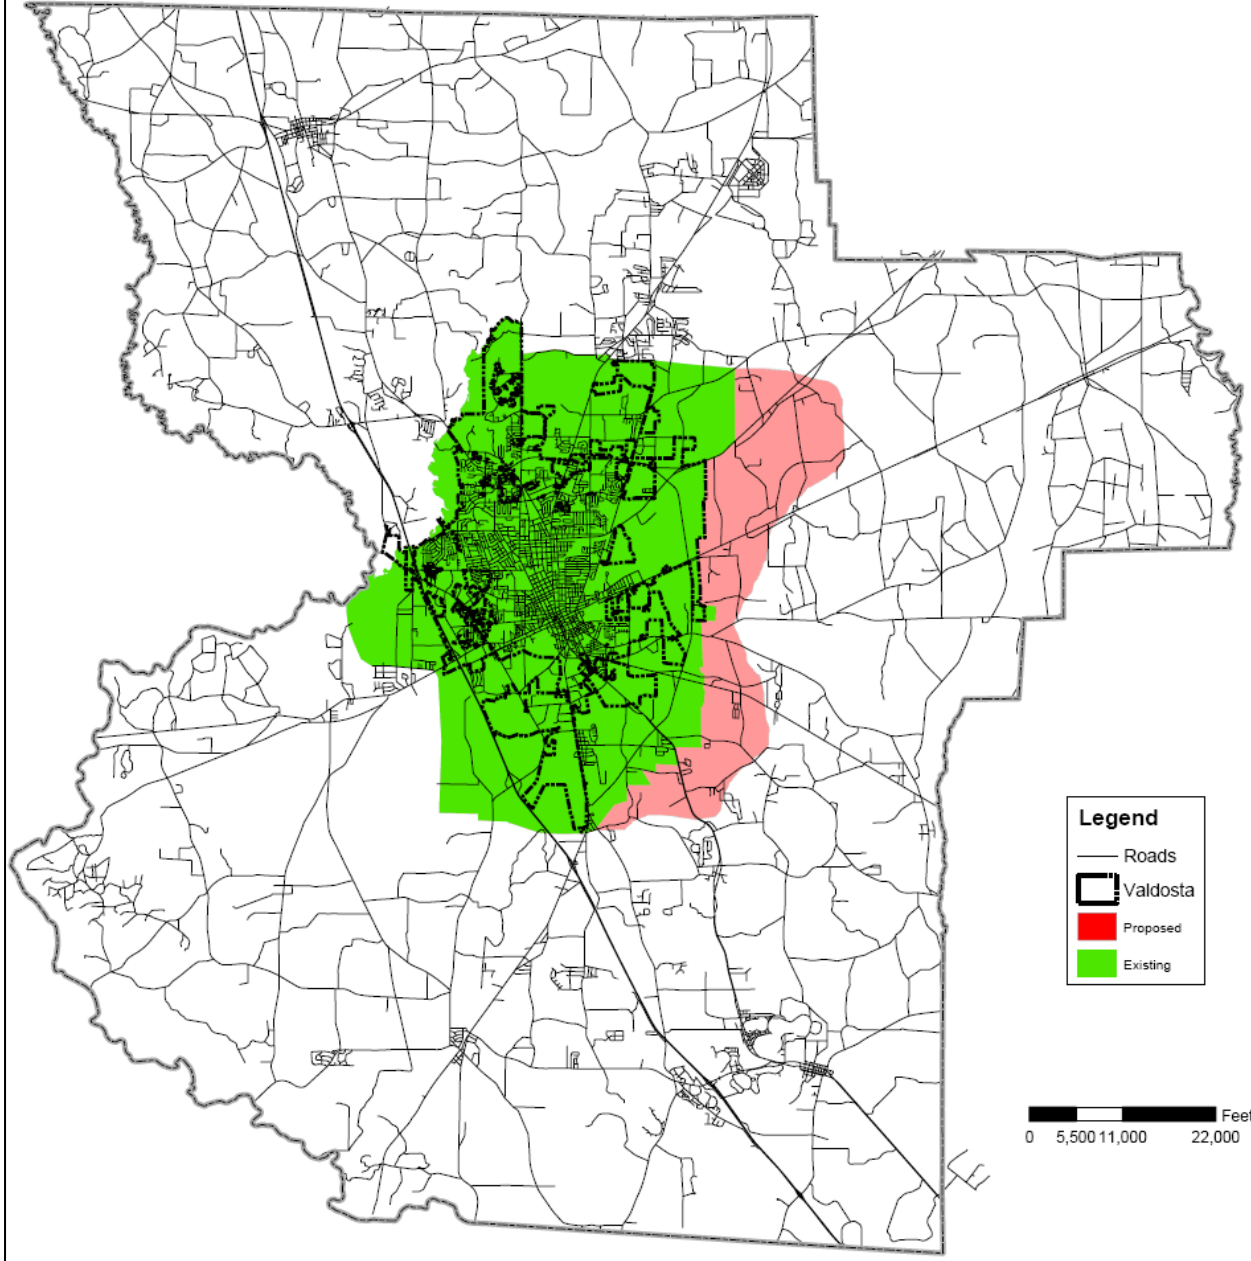 Legend
Roads
Valdosta
Proposed
Existing
Feet
0 5,500 11,000 22,000